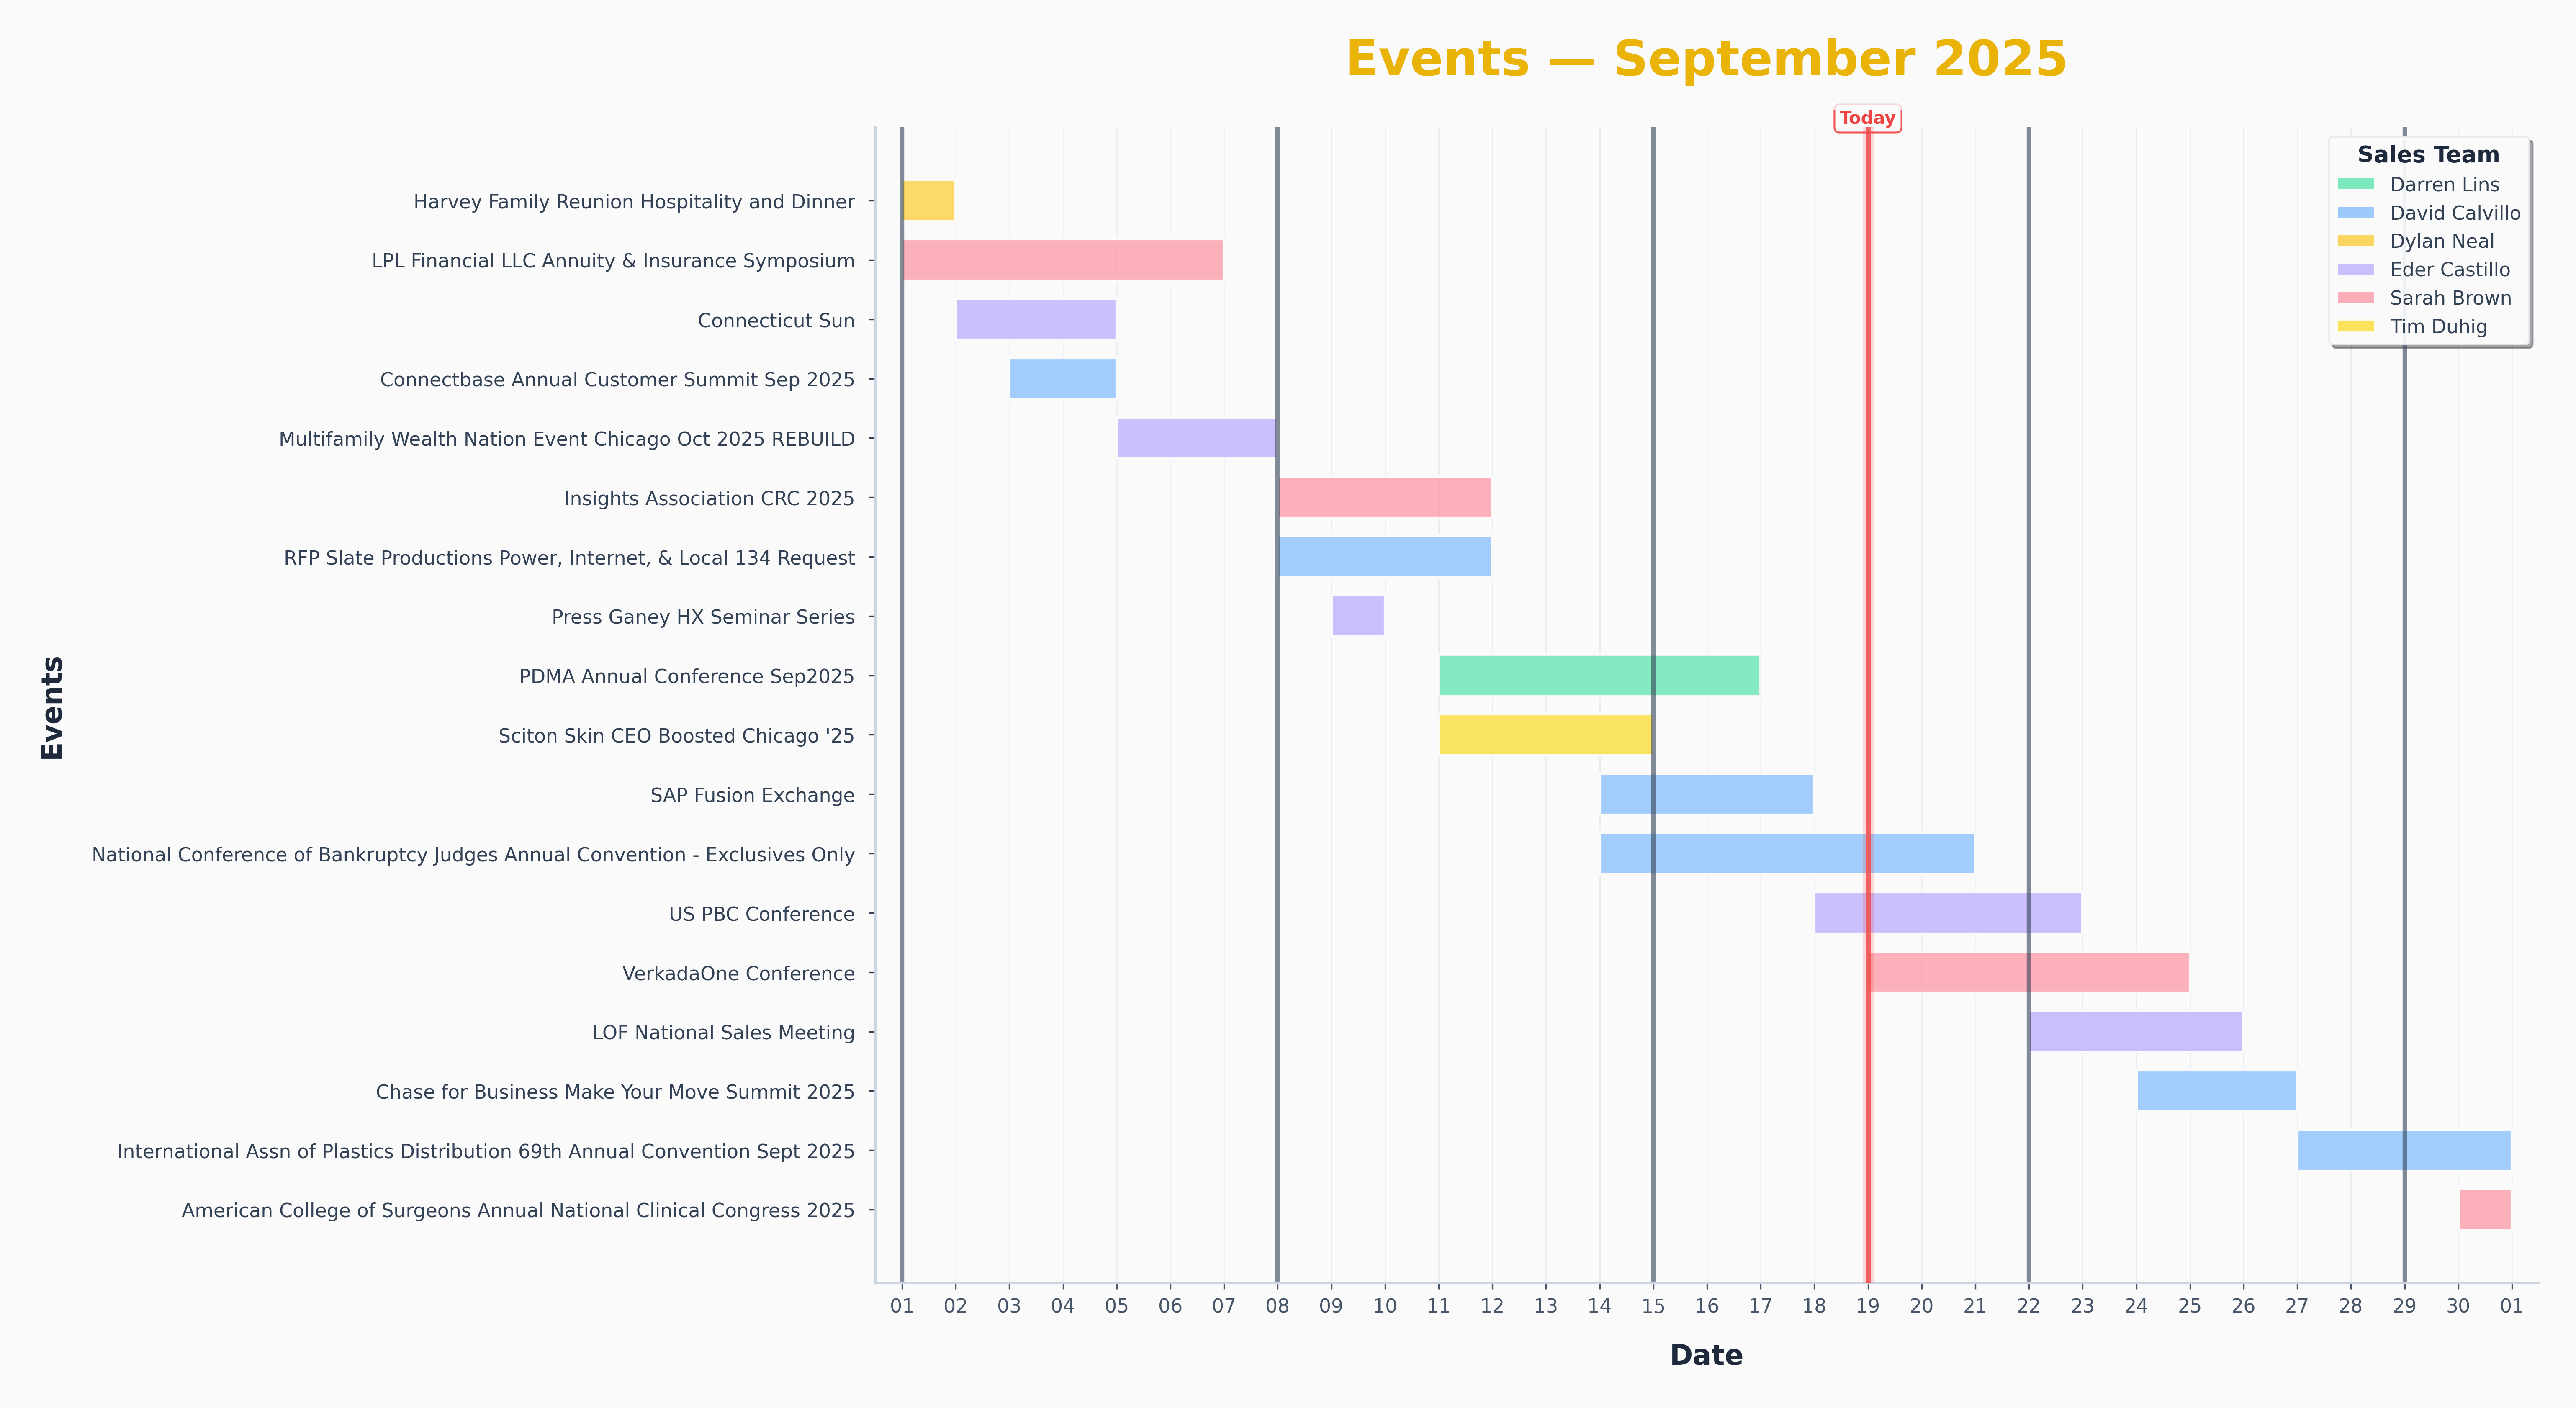 Events — September 2025
Today
Sales Team
Darren Lins
David Calvillo
Dylan Neal
Eder Castillo
Sarah Brown
Tim Duhig
Events
Harvey Family Reunion Hospitality and Dinner
LPL Financial LLC Annuity & Insurance Symposium
Connecticut Sun
Connectbase Annual Customer Summit Sep 2025
Multifamily Wealth Nation Event Chicago Oct 2025 REBUILD
Insights Association CRC 2025
RFP Slate Productions Power, Internet, & Local 134 Request
Press Ganey HX Seminar Series
PDMA Annual Conference Sep2025
Sciton Skin CEO Boosted Chicago '25
SAP Fusion Exchange
National Conference of Bankruptcy Judges Annual Convention - Exclusives Only
US PBC Conference
VerkadaOne Conference
LOF National Sales Meeting
Chase for Business Make Your Move Summit 2025
International Assn of Plastics Distribution 69th Annual Convention Sept 2025
American College of Surgeons Annual National Clinical Congress 2025
01 02 03 04 05 06 07 08 09 10 11 12 13 14 15 16 17 18 19 20 21 22 23 24 25 26 27 28 29 30 01
Date